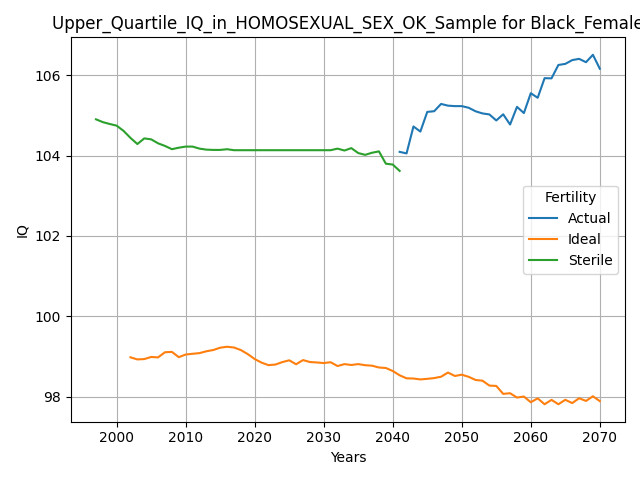 Upper_Quartile_IQ_in_HOMOSEXUAL_SEX_OK_Sample for Black_Female
106
104
102
100
98
IQ
Fertility
Actual
Ideal
Sterile
2000 2010 2020 2030 2040 2050 2060 2070
Years